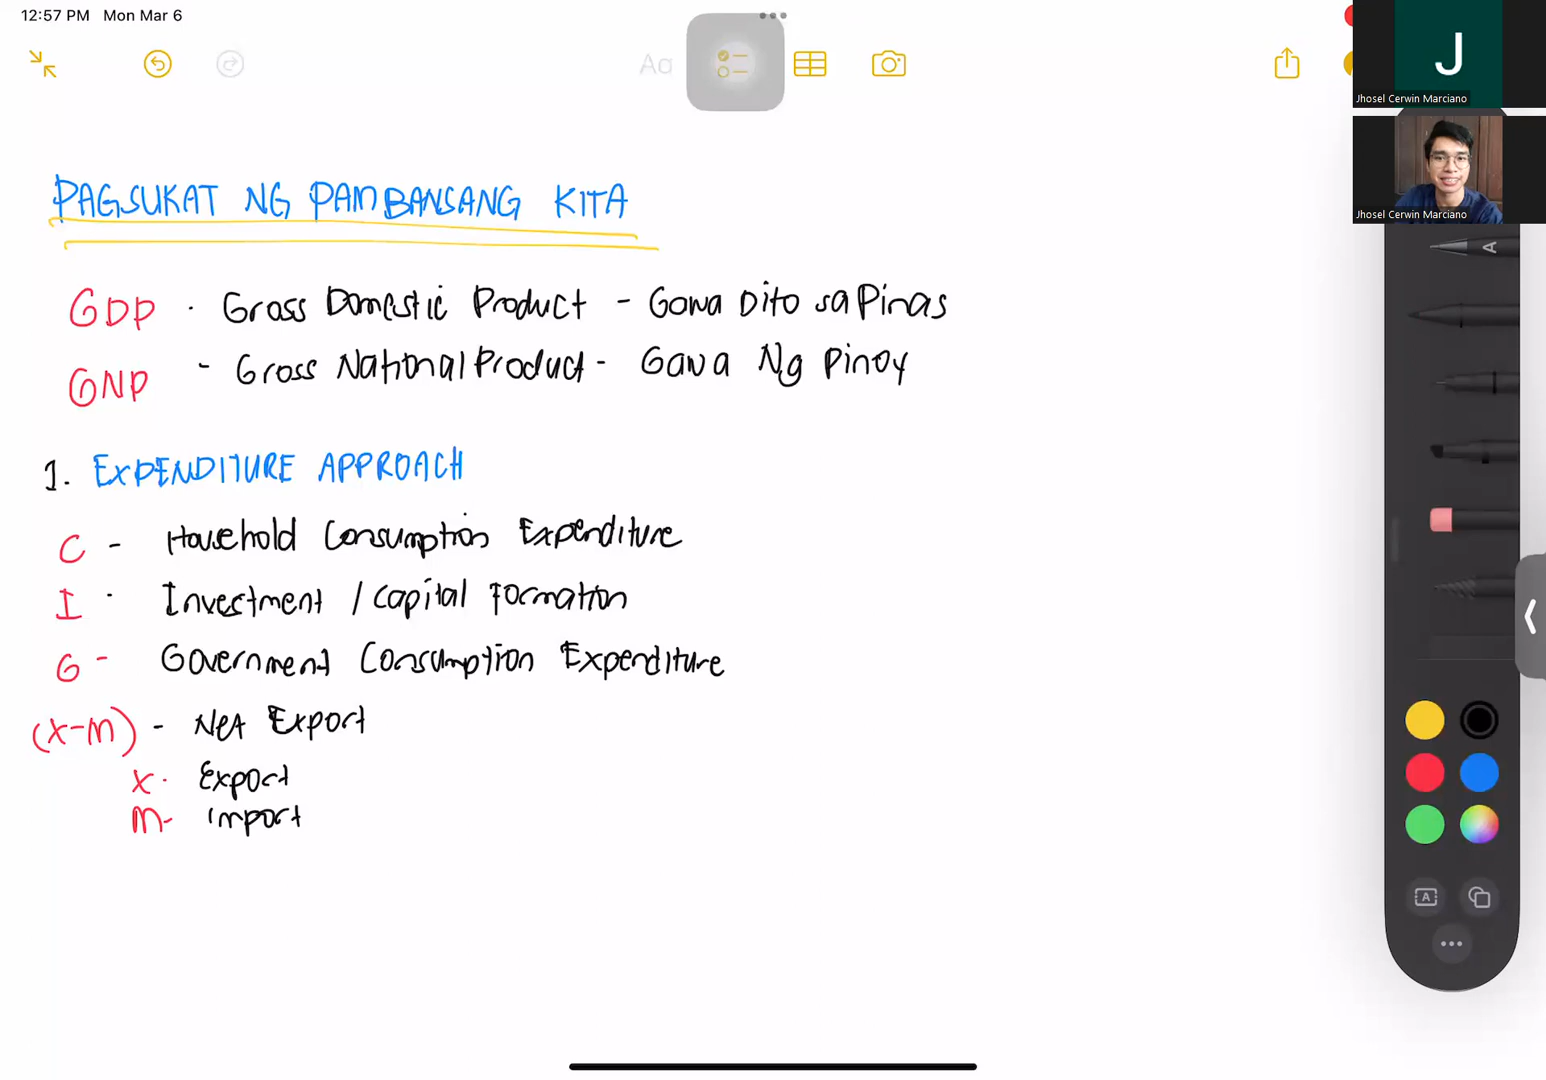 12:57 PM Mon Mar 6
Aa
J
Jhosel Cerwin Marciano
Jhosel Cerwin Marciano
A
PAGSUKAT NG PAMBANSANG KITA
GDP - Gross Domestic Product - Gawa Dito sa Pinas
GNP - Gross National Product - Gawa Ng Pinoy
1. EXPENDITURE APPROACH
C - Household Consumption Expenditure
I - Investment / Capital Formation
G - Government Consumption Expenditure
(X-M) - Net Export
X - Export
M - Import
A